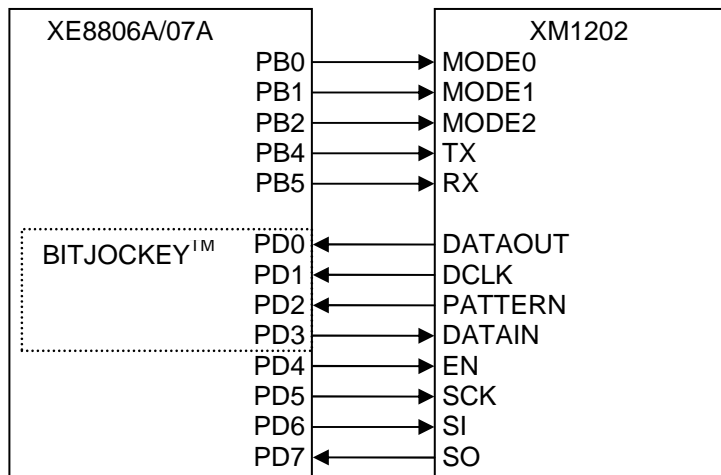 XE8806A/07A XM1202
PB0 MODE0
PB1 MODE1
PB2 MODE2
PB4 TX
PB5 RX
BITJOCKEY™
PD0 DATAOUT
PD1 DCLK
PD2 PATTERN
PD3 DATAIN
PD4 EN
PD5 SCK
PD6 SI
PD7 SO